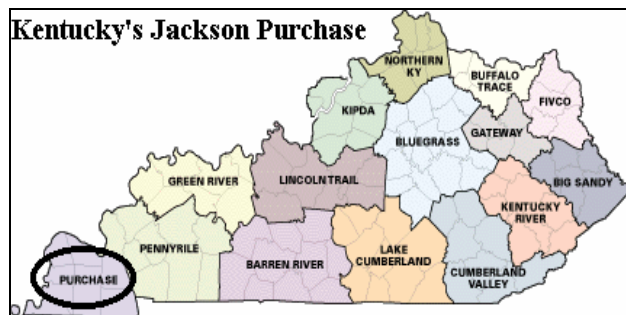 Kentucky's Jackson Purchase
NORTHERN
KY
BUFFALO
TRACE
FIVCO
KIPDA
BLUEGRASS
GATEWAY
GREEN RIVER
LINCOLN TRAIL
BIG SANDY
KENTUCKY
RIVER
PENNYRILE
BARREN RIVER
LAKE
CUMBERLAND
CUMBERLAND
VALLEY
PURCHASE